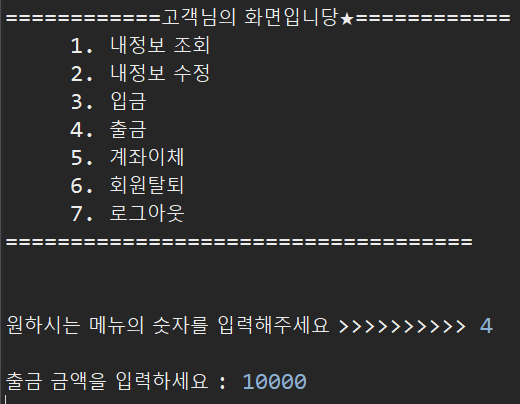 ============고객님의 화면입니당★============
1. 내정보 조회
2. 내정보 수정
3. 입금
4. 출금
5. 계좌이체
6. 회원탈퇴
7. 로그아웃
====================================
원하시는 메뉴의 숫자를 입력해주세요 >>>>>>>>>> 4
출금 금액을 입력하세요 : 10000